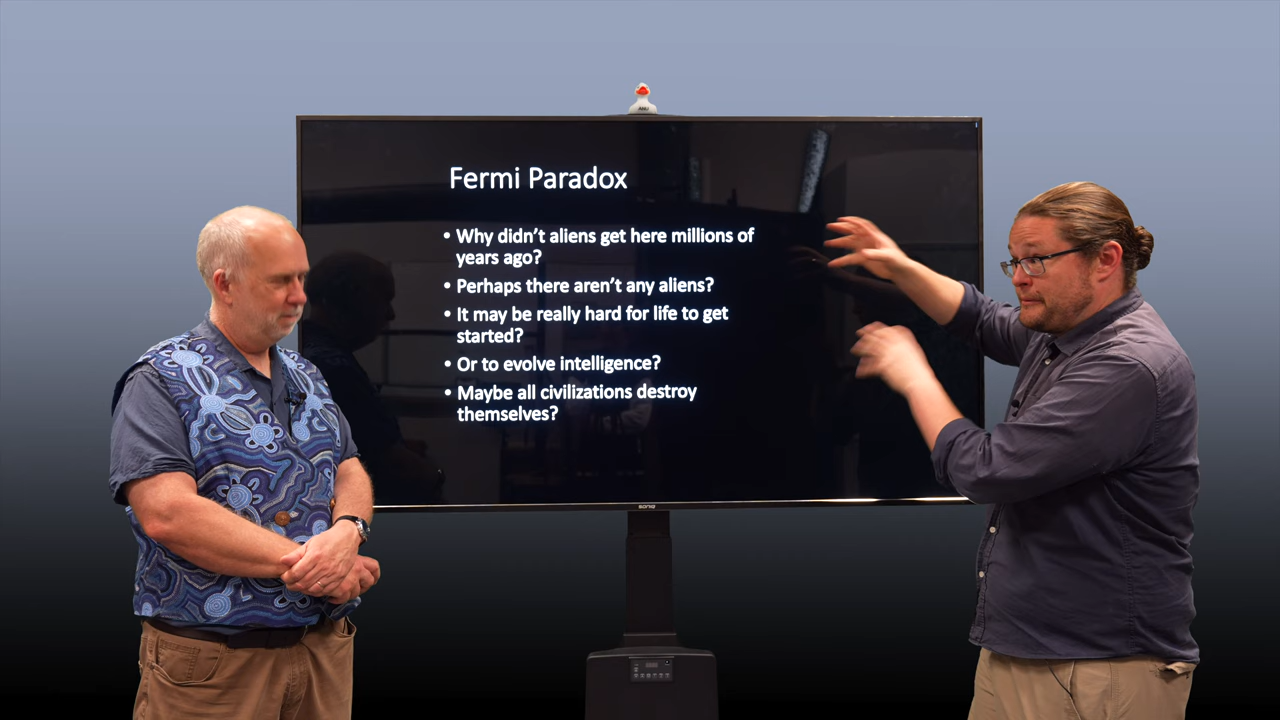 Fermi Paradox
• Why didn't aliens get here millions of
years ago?
• Perhaps there aren't any aliens?
• It may be really hard for life to get
started?
• Or to evolve intelligence?
• Maybe all civilizations destroy
themselves?
soniq